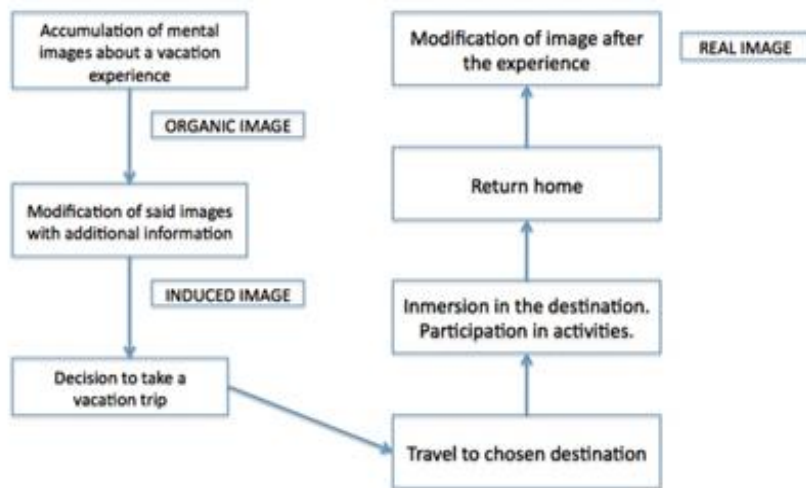 Accumulation of mental
images about a vacation
experience
ORGANIC IMAGE
Modification of said images
with additional information
INDUCED IMAGE
Decision to take a
vacation trip
Travel to chosen destination
Inmersion in the destination.
Participation in activities.
Return home
Modification of image after
the experience
REAL IMAGE